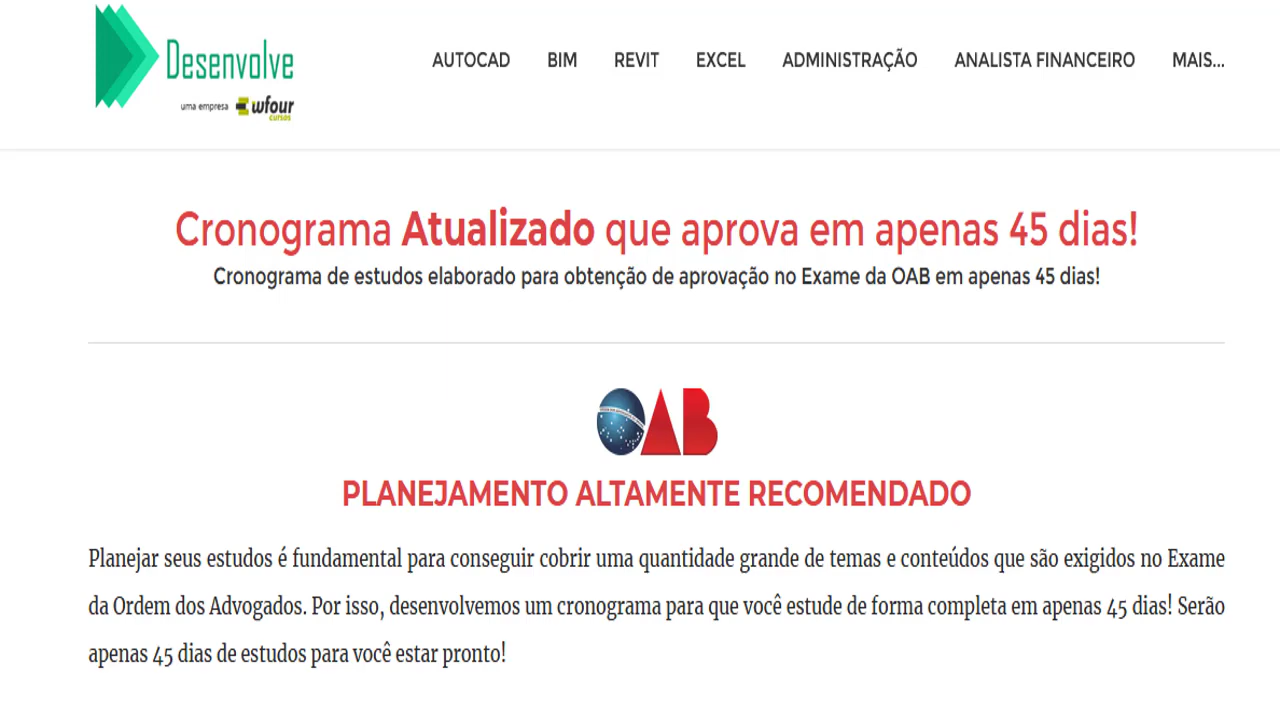 Desenvolve
uma empresa wfour
cursos
AUTOCAD BIM REVIT EXCEL ADMINISTRAÇÃO ANALISTA FINANCEIRO MAIS...
Cronograma Atualizado que aprova em apenas 45 dias!
Cronograma de estudos elaborado para obtenção de aprovação no Exame da OAB em apenas 45 dias!
OAB
PLANEJAMENTO ALTAMENTE RECOMENDADO
Planejar seus estudos é fundamental para conseguir cobrir uma quantidade grande de temas e conteúdos que são exigidos no Exame
da Ordem dos Advogados. Por isso, desenvolvemos um cronograma para que você estude de forma completa em apenas 45 dias! Serão
apenas 45 dias de estudos para você estar pronto!